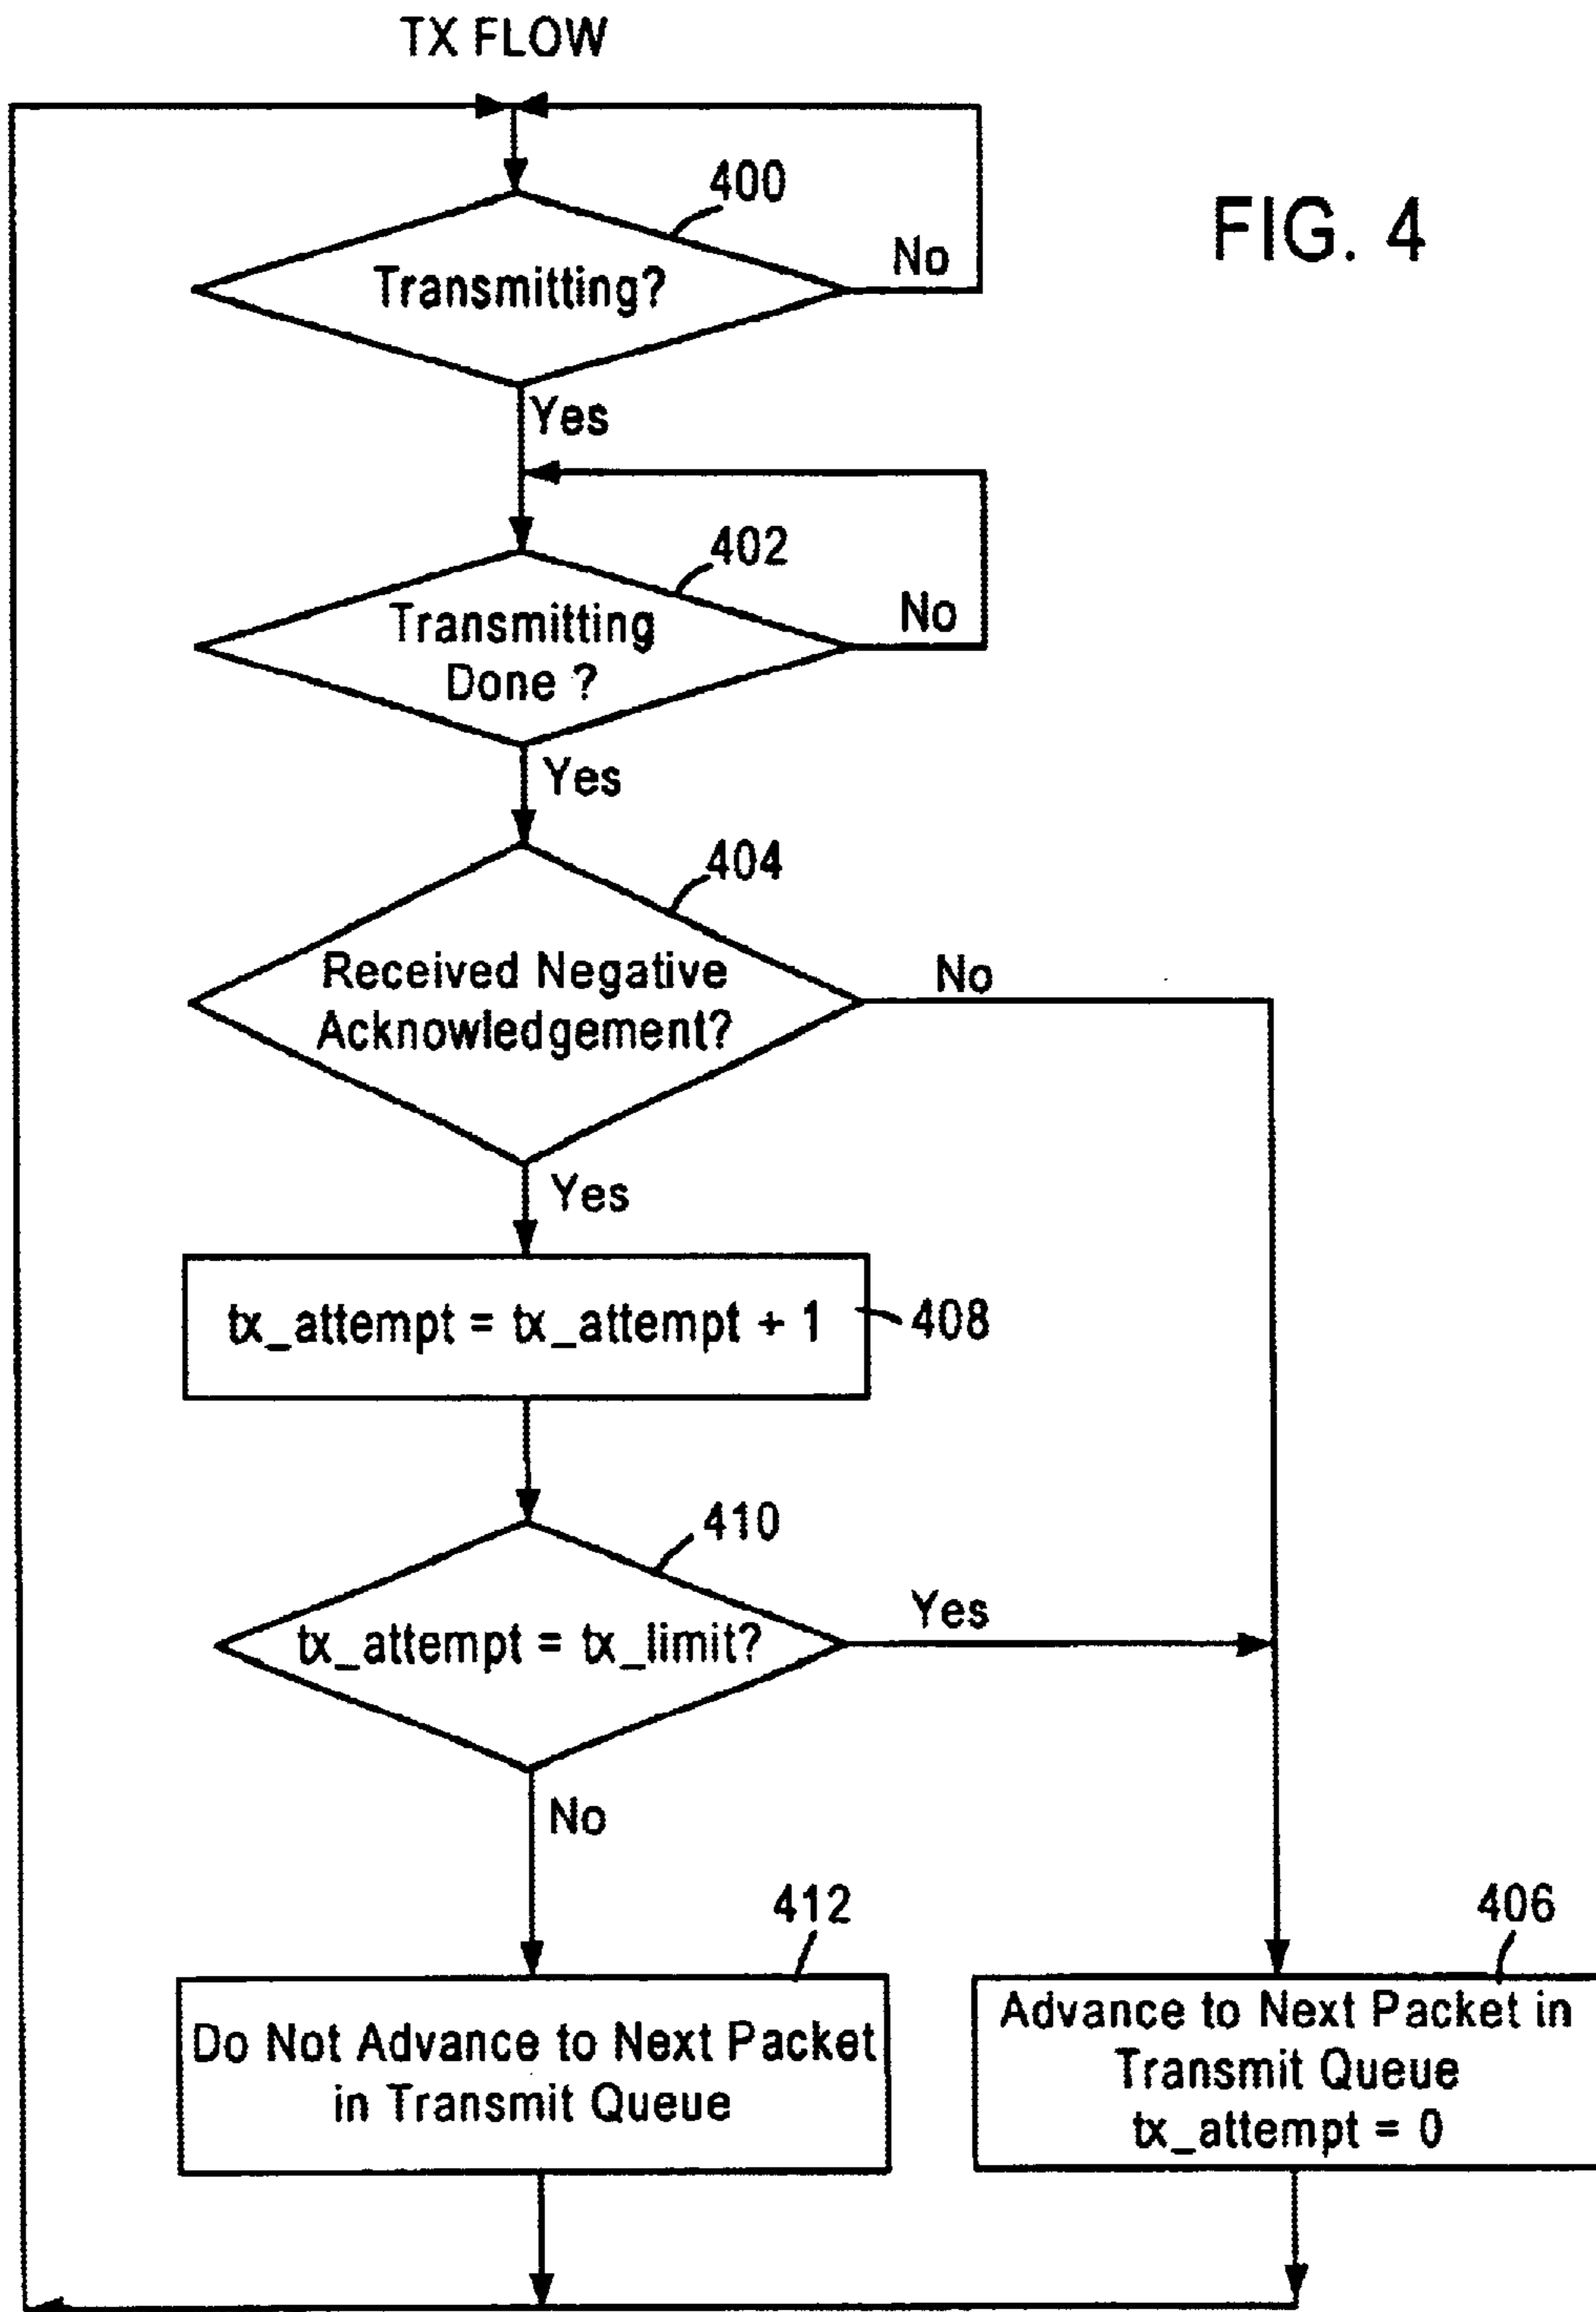 TX FLOW
FIG. 4
400
Transmitting?
No
Yes
402
Transmitting
Done ?
No
Yes
404
Received Negative
Acknowledgement?
No
Yes
tx_attempt = tx_attempt + 1
408
410
tx_attempt = tx_limit?
Yes
No
412
Do Not Advance to Next Packet
in Transmit Queue
406
Advance to Next Packet in
Transmit Queue
tx_attempt = 0